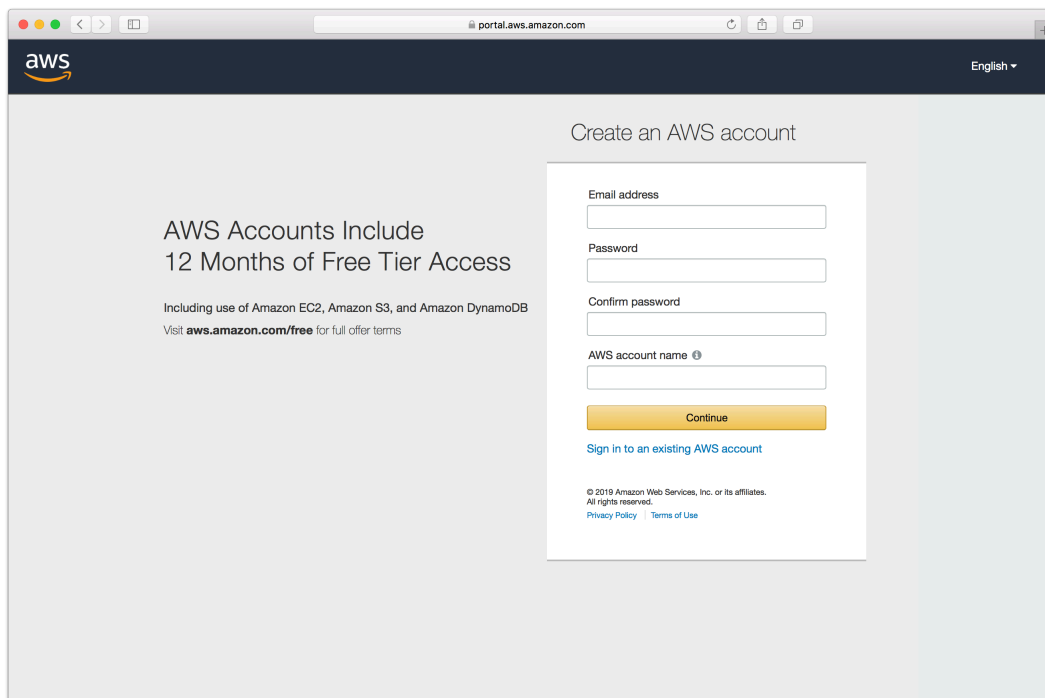 portal.aws.amazon.com
aws
English
Create an AWS account
AWS Accounts Include
12 Months of Free Tier Access
Including use of Amazon EC2, Amazon S3, and Amazon DynamoDB
Visit aws.amazon.com/free for full offer terms
Email address
Password
Confirm password
AWS account name
Continue
Sign in to an existing AWS account
© 2019 Amazon Web Services, Inc. or its affiliates.
All rights reserved.
Privacy Policy Terms of Use